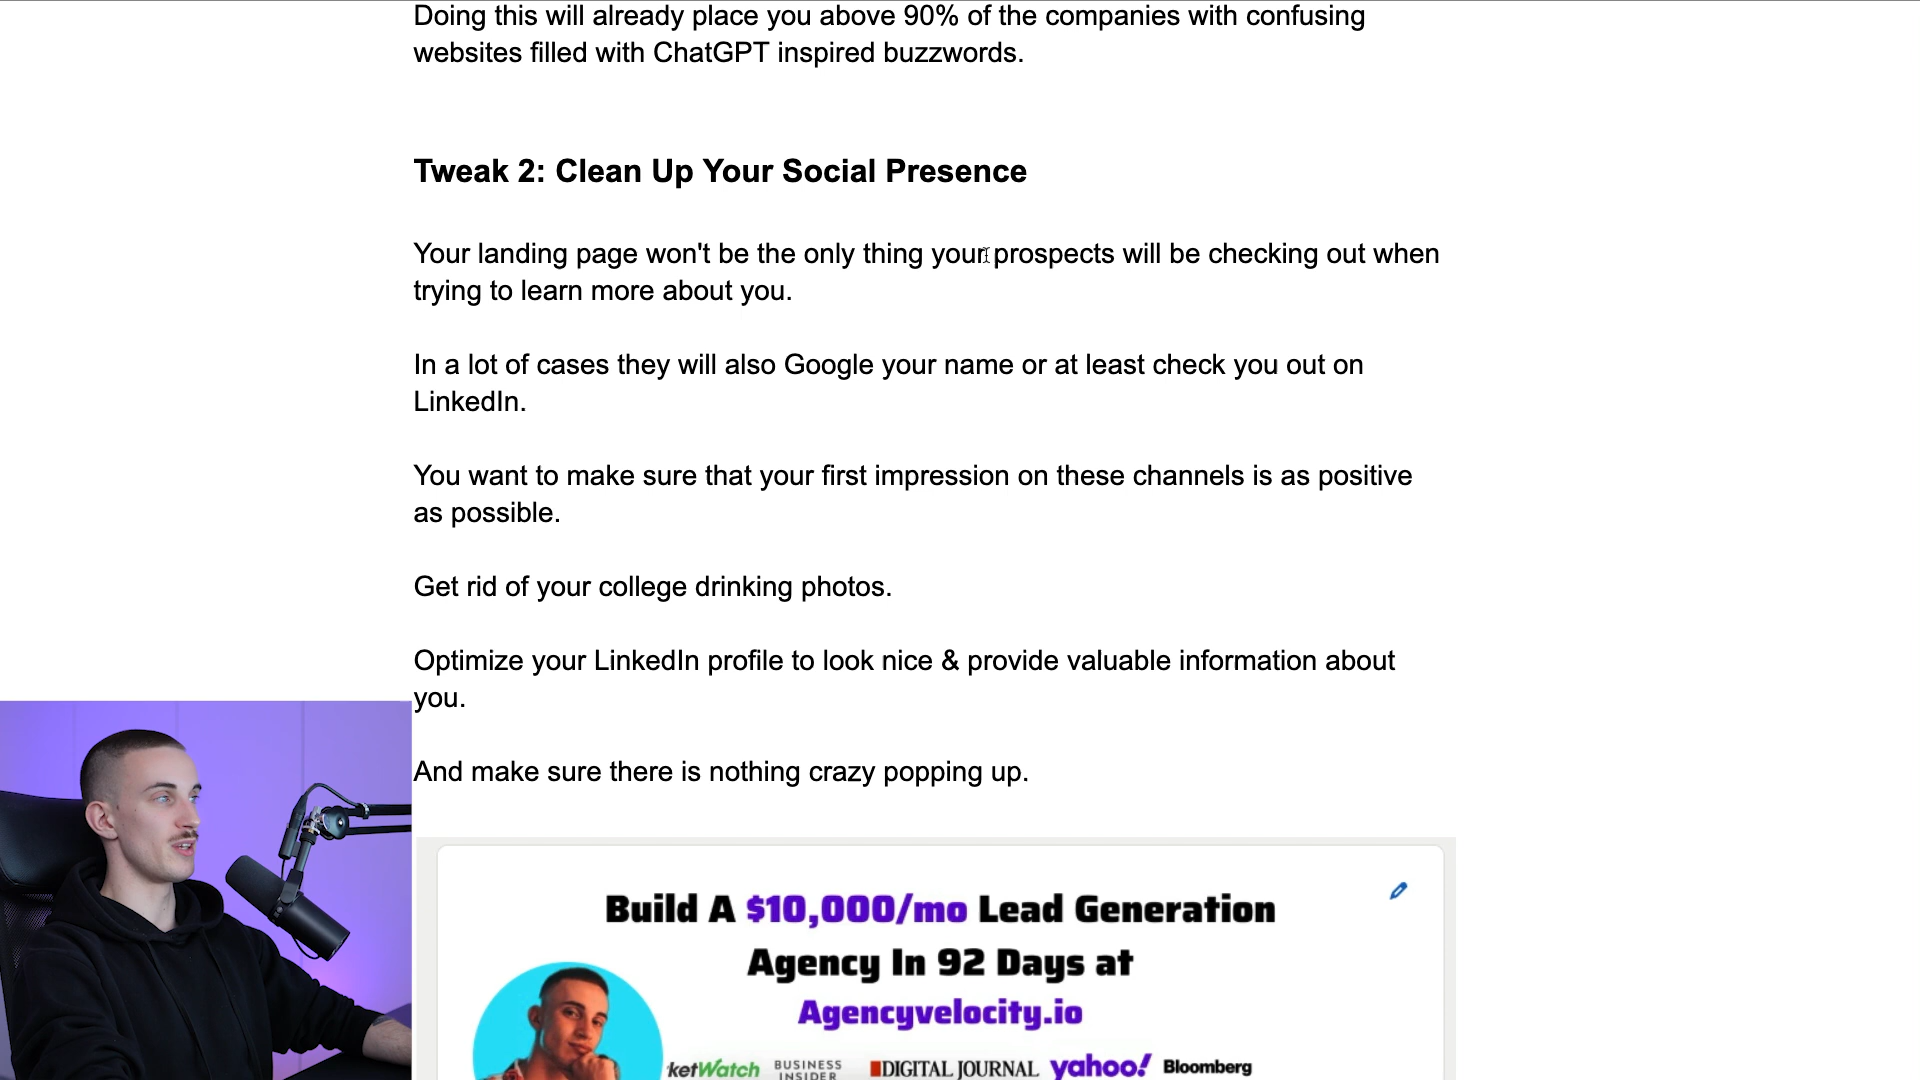 Doing this will already place you above 90% of the companies with confusing
websites filled with ChatGPT inspired buzzwords.
Tweak 2: Clean Up Your Social Presence
Your landing page won't be the only thing your prospects will be checking out when
trying to learn more about you.
In a lot of cases they will also Google your name or at least check you out on
LinkedIn.
You want to make sure that your first impression on these channels is as positive
as possible.
Get rid of your college drinking photos.
Optimize your LinkedIn profile to look nice & provide valuable information about
you.
And make sure there is nothing crazy popping up.
Build A $10,000/mo Lead Generation
Agency In 92 Days at
Agencyvelocity.io
ketWatch BUSINESS INSIDER DIGITAL JOURNAL yahoo! Bloomberg